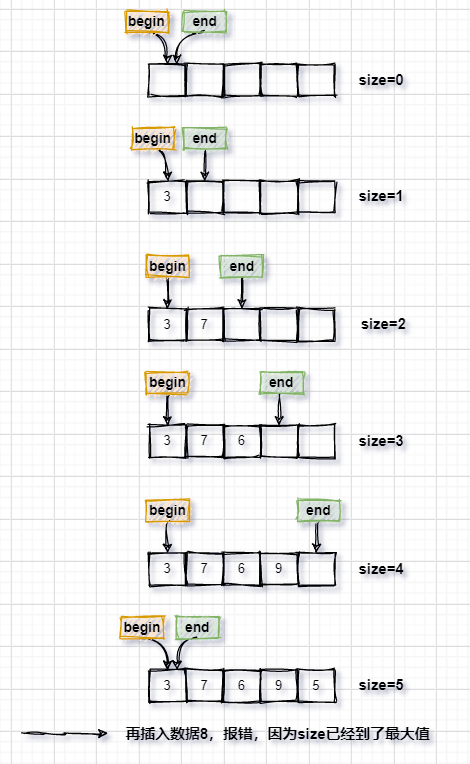 begin end
size=0
begin end
3
size=1
begin end
3 7
size=2
begin end
3 7 6
size=3
begin end
3 7 6 9
size=4
begin end
3 7 6 9 5
size=5
再插入数据8，报错，因为size已经到了最大值